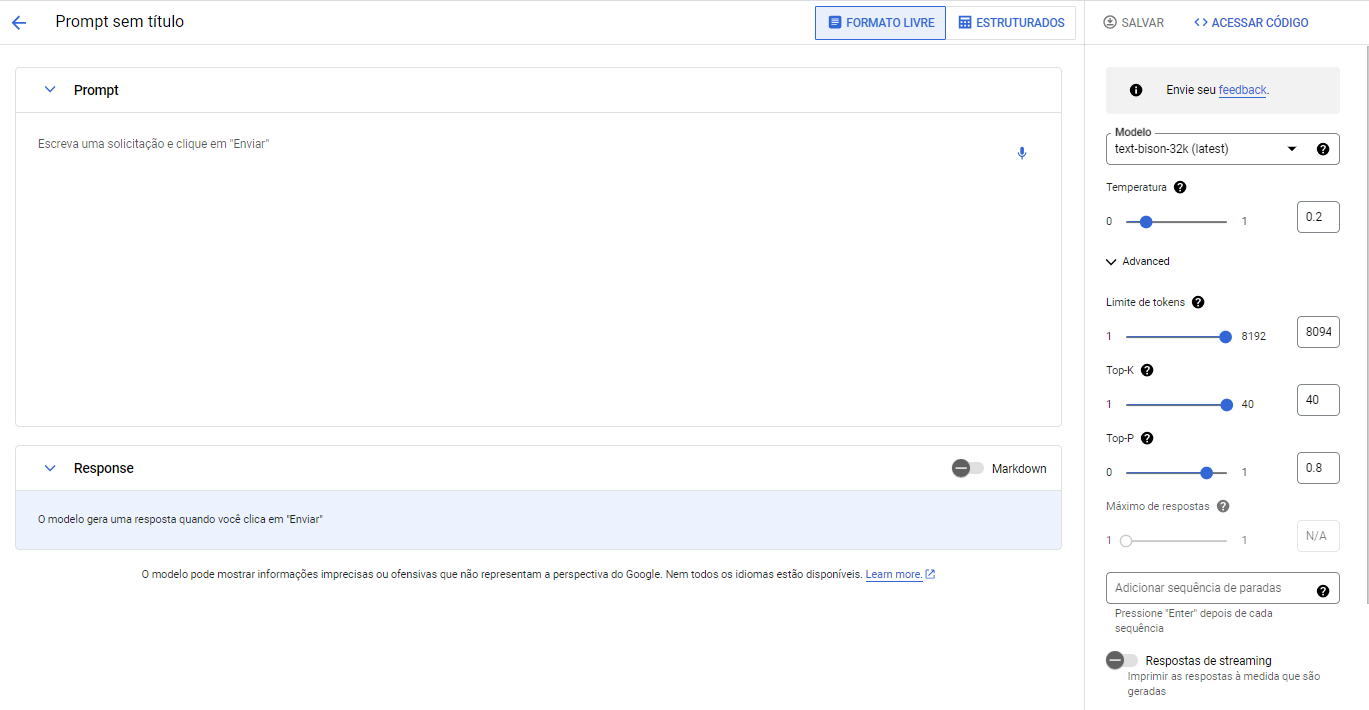 Prompt sem título
FORMATO LIVRE
ESTRUTURADOS
SALVAR
ACESSAR CÓDIGO
Prompt
Escreva uma solicitação e clique em "Enviar"
Response
Markdown
O modelo gera uma resposta quando você clica em "Enviar"
O modelo pode mostrar informações imprecisas ou ofensivas que não representam a perspectiva do Google. Nem todos os idiomas estão disponíveis. Learn more.
Envie seu feedback.
Modelo
text-bison-32k (latest)
Temperatura
0 1 0.2
Advanced
Limite de tokens
1 8192 8094
Top-K
1 40 40
Top-P
0 1 0.8
Máximo de respostas
1 1 N/A
Adicionar sequência de paradas
Pressione "Enter" depois de cada
sequência
Respostas de streaming
Imprimir as respostas à medida que são
geradas